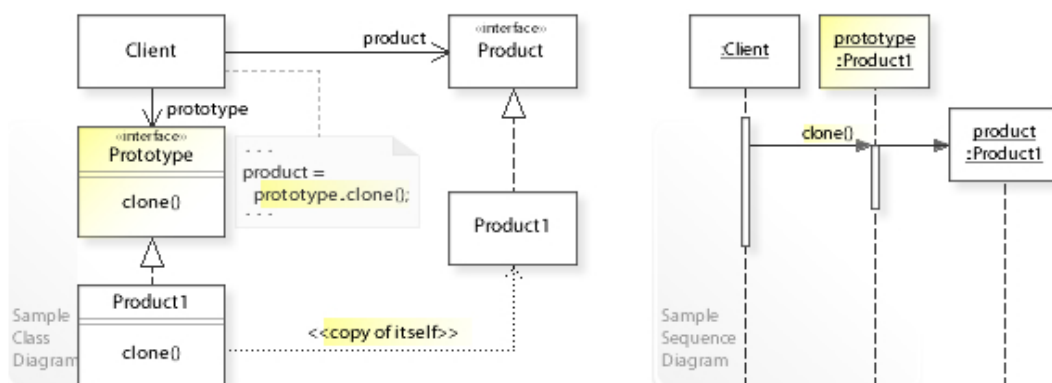 Client
product
«interface»
Product
prototype
«interface»
Prototype
clone()
- - -
product =
prototype.clone();
- - -
Product1
Product1
clone()
<<copy of itself>>
Sample
Class
Diagram
:Client
prototype
:Product1
clone()
product
:Product1
Sample
Sequence
Diagram